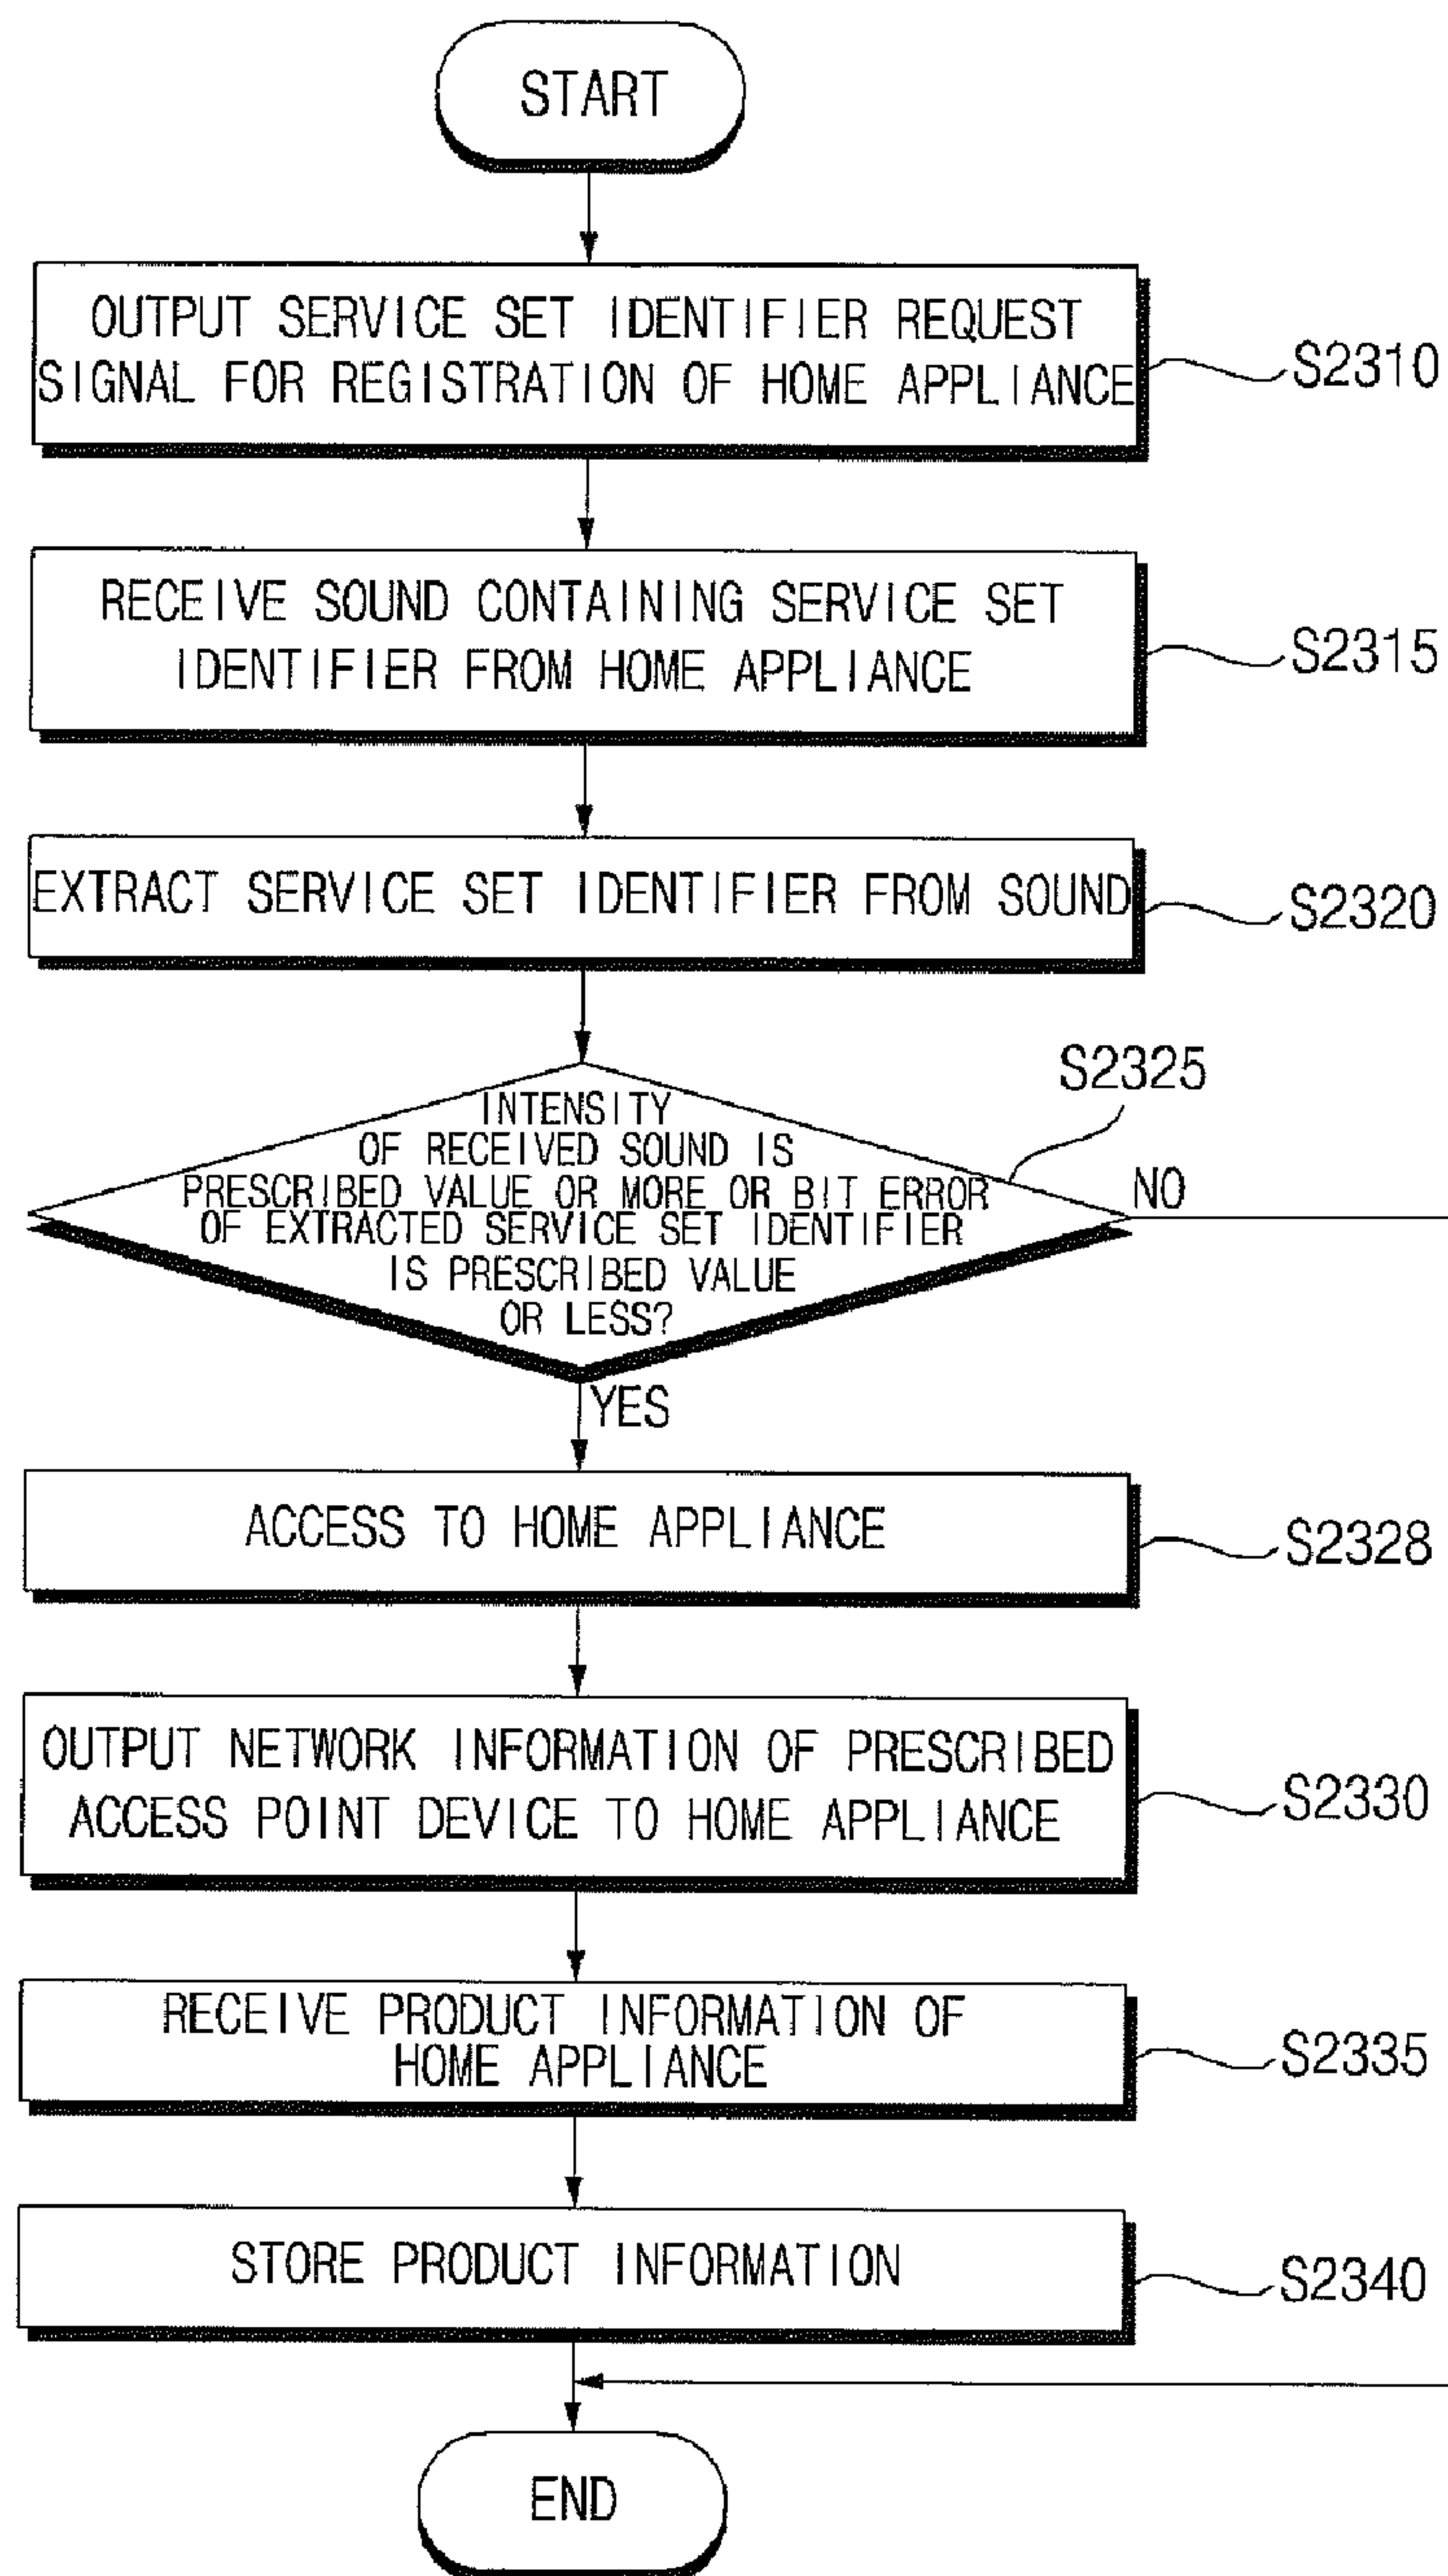 START
OUTPUT SERVICE SET IDENTIFIER REQUEST
SIGNAL FOR REGISTRATION OF HOME APPLIANCE
S2310
RECEIVE SOUND CONTAINING SERVICE SET
IDENTIFIER FROM HOME APPLIANCE
S2315
EXTRACT SERVICE SET IDENTIFIER FROM SOUND
S2320
S2325
INTENSITY
OF RECEIVED SOUND IS
PRESCRIBED VALUE OR MORE OR BIT ERROR
OF EXTRACTED SERVICE SET IDENTIFIER
IS PRESCRIBED VALUE
OR LESS?
NO
YES
ACCESS TO HOME APPLIANCE
S2328
OUTPUT NETWORK INFORMATION OF PRESCRIBED
ACCESS POINT DEVICE TO HOME APPLIANCE
S2330
RECEIVE PRODUCT INFORMATION OF
HOME APPLIANCE
S2335
STORE PRODUCT INFORMATION
S2340
END